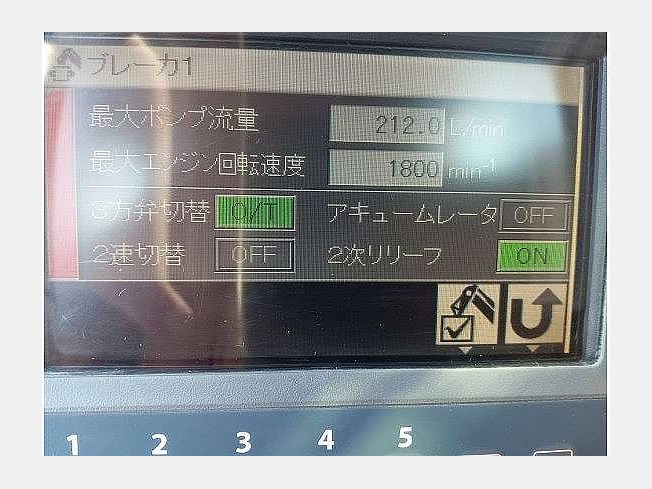 ブレーカ1
最大ポンプ流量 212.0 L/min
最大エンジン回転速度 1800 min-1
3方弁切替 O/T アキュームレータ OFF
2速切替 OFF 2次リリーフ ON
1 2 3 4 5